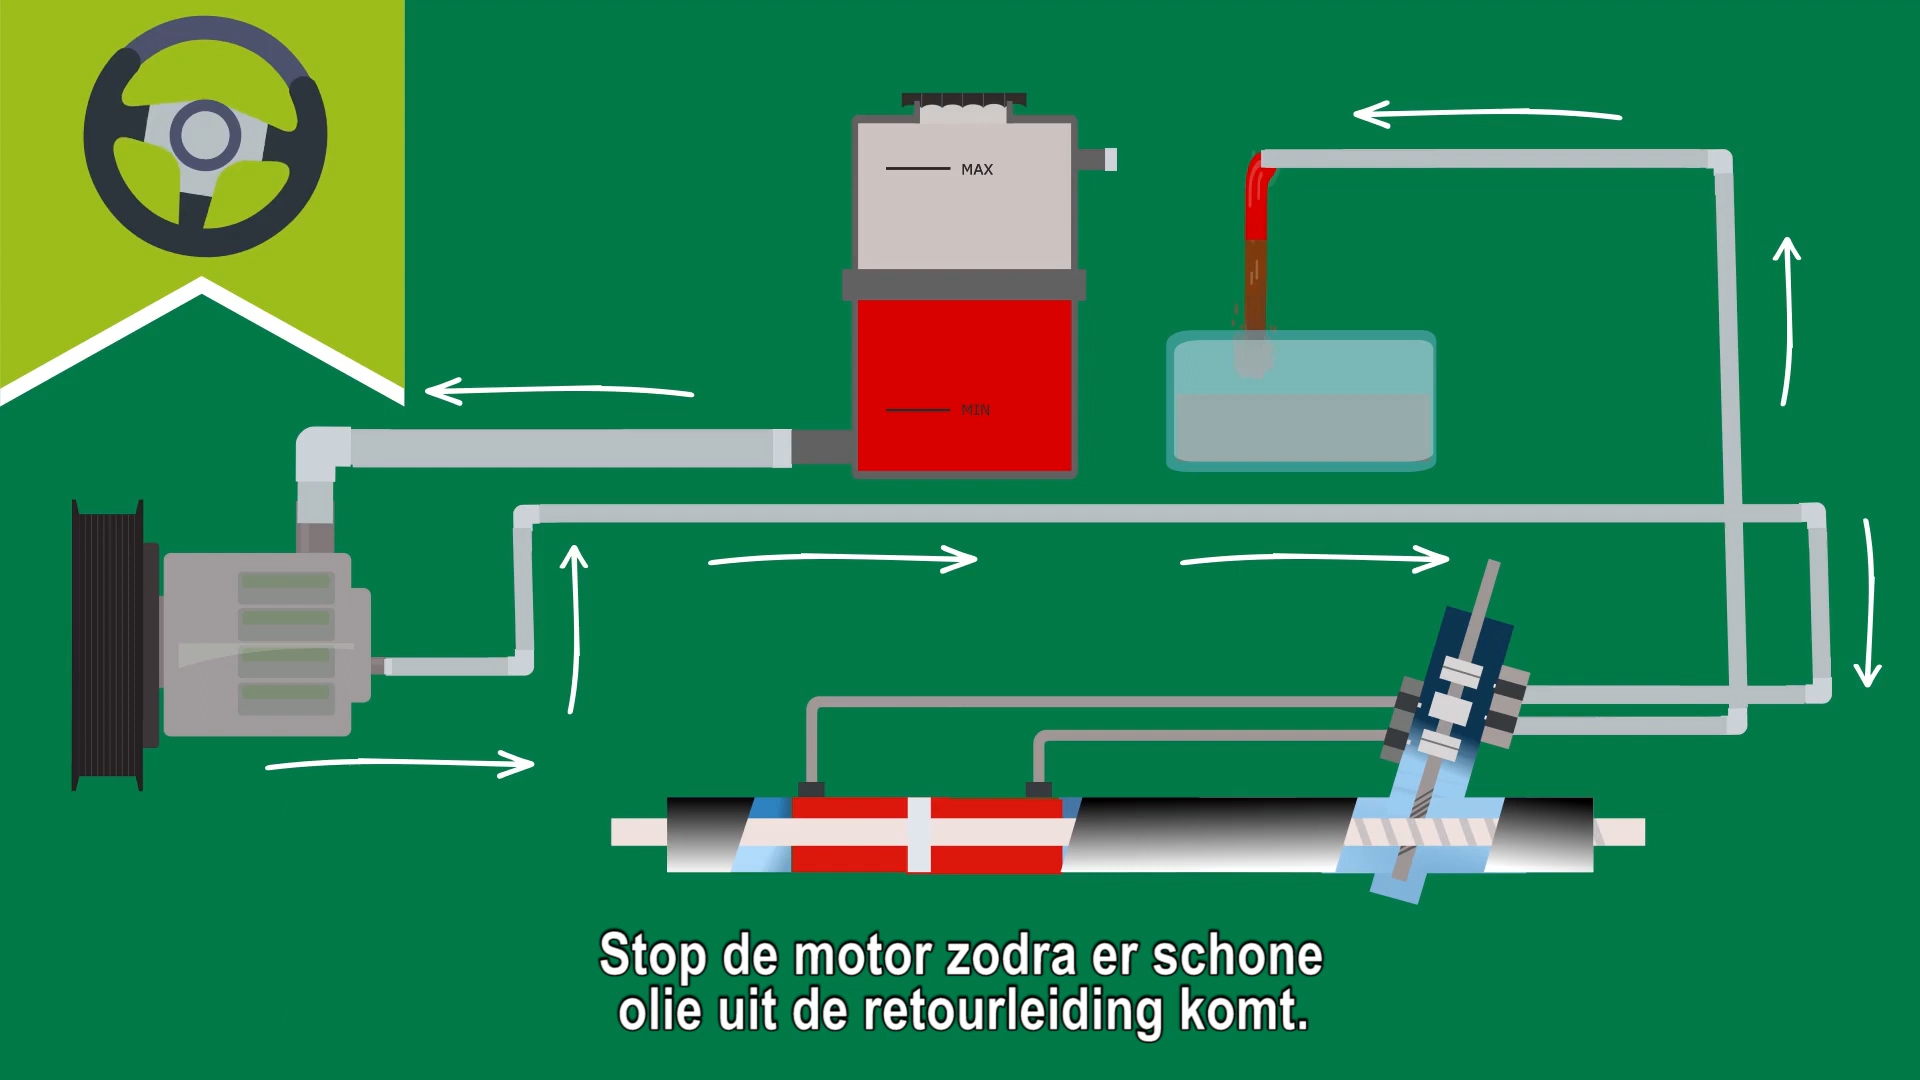 MAX
MIN
Stop de motor zodra er schone
olie uit de retourleiding komt.